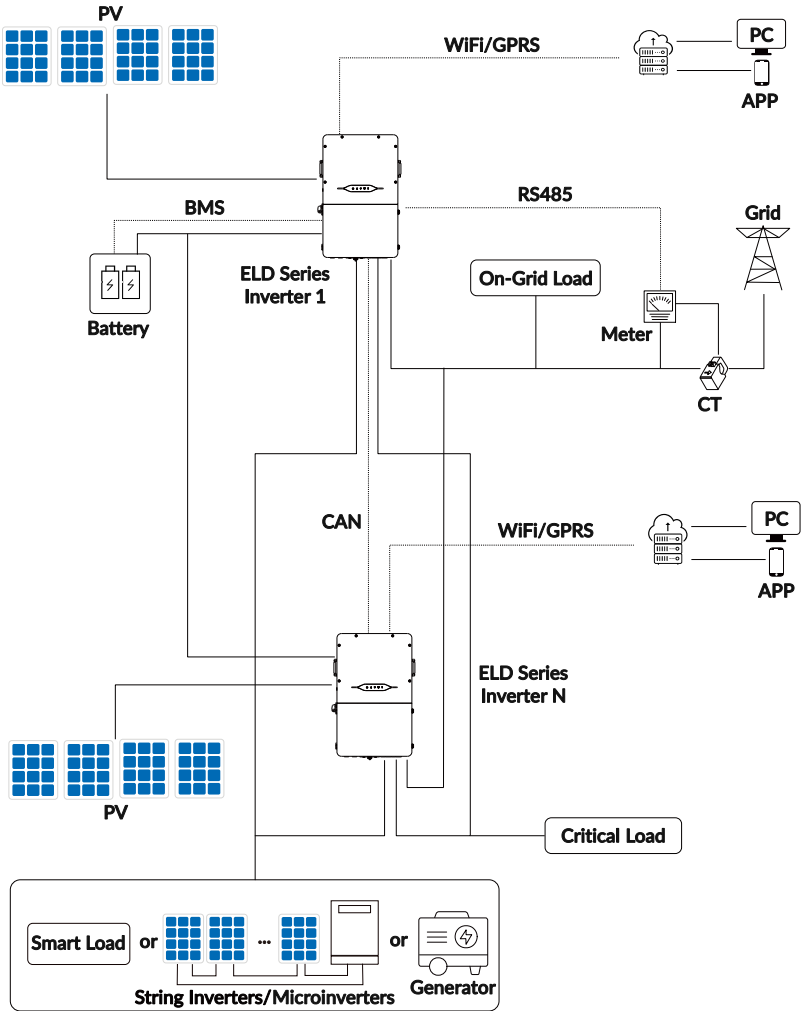 PV
WiFi/GPRS
PC
APP
BMS
RS485
Grid
ELD Series
Inverter 1
On-Grid Load
Battery
Meter
CT
CAN
WiFi/GPRS
PC
APP
ELD Series
Inverter N
PV
Critical Load
Smart Load or ... or
String Inverters/Microinverters
Generator